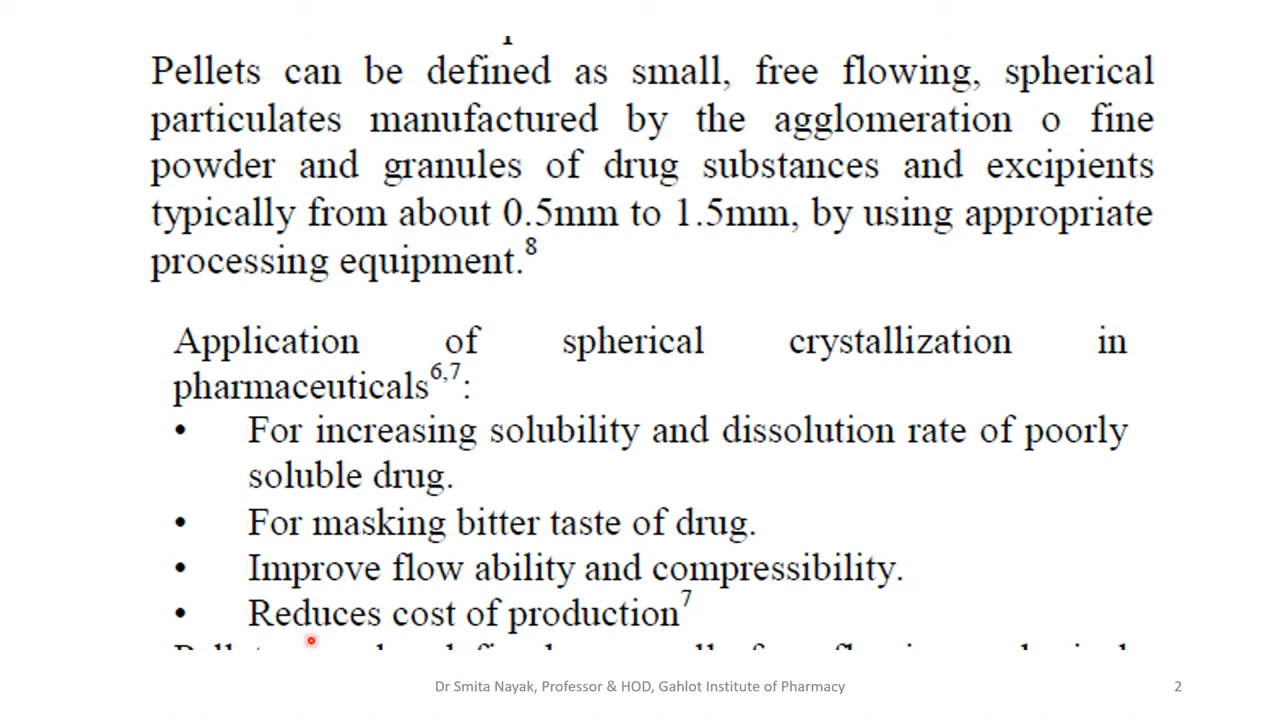 Pellets can be defined as small, free flowing, spherical
particulates manufactured by the agglomeration o fine
powder and granules of drug substances and excipients
typically from about 0.5mm to 1.5mm, by using appropriate
processing equipment.8
Application of spherical crystallization in
pharmaceuticals6,7:
• For increasing solubility and dissolution rate of poorly
soluble drug.
• For masking bitter taste of drug.
• Improve flow ability and compressibility.
• Reduces cost of production7
Dr Smita Nayak, Professor & HOD, Gahlot Institute of Pharmacy
2